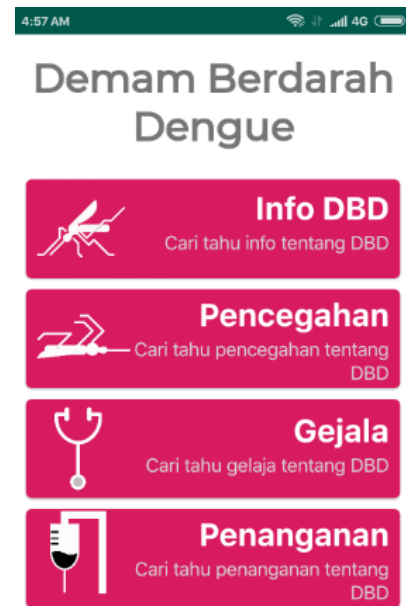 4:57 AM 4G
Demam Berdarah
Dengue
Info DBD
Cari tahu info tentang DBD
Pencegahan
Cari tahu pencegahan tentang
DBD
Gejala
Cari tahu gelaja tentang DBD
Penanganan
Cari tahu penanganan tentang
DBD